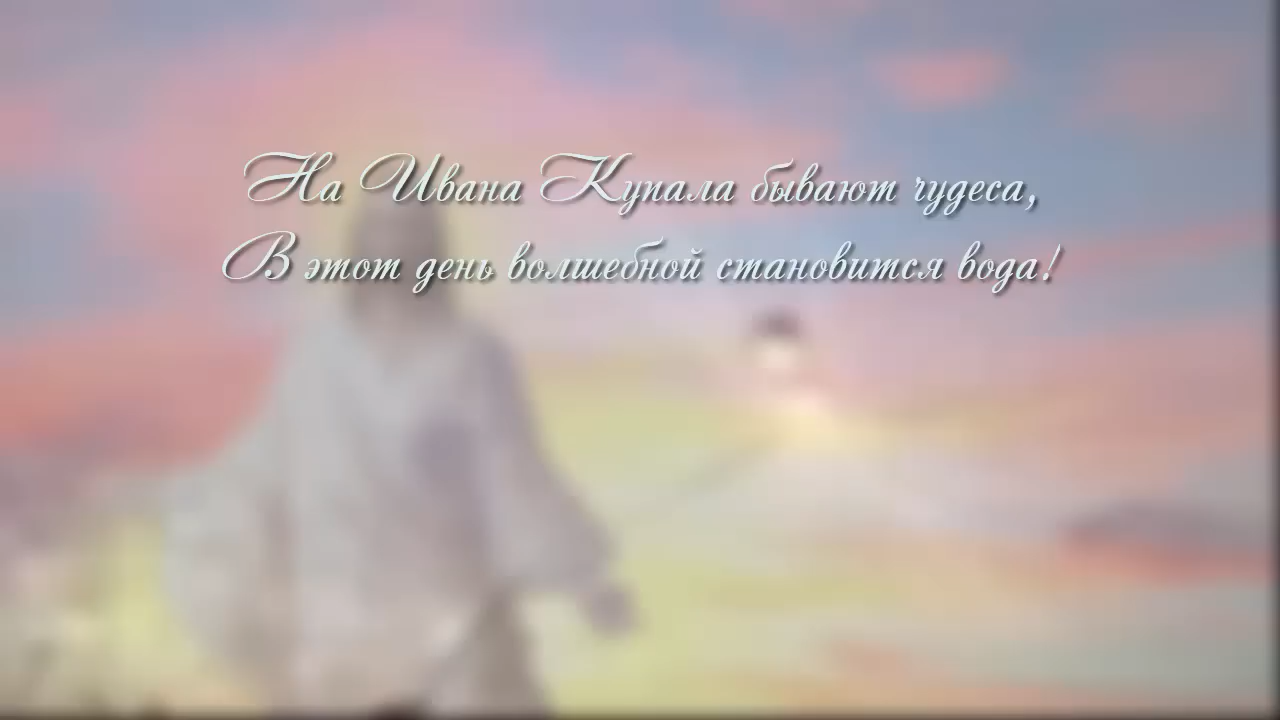 На Ивана Купала бывают чудеса,
В этот день волшебной становится вода!